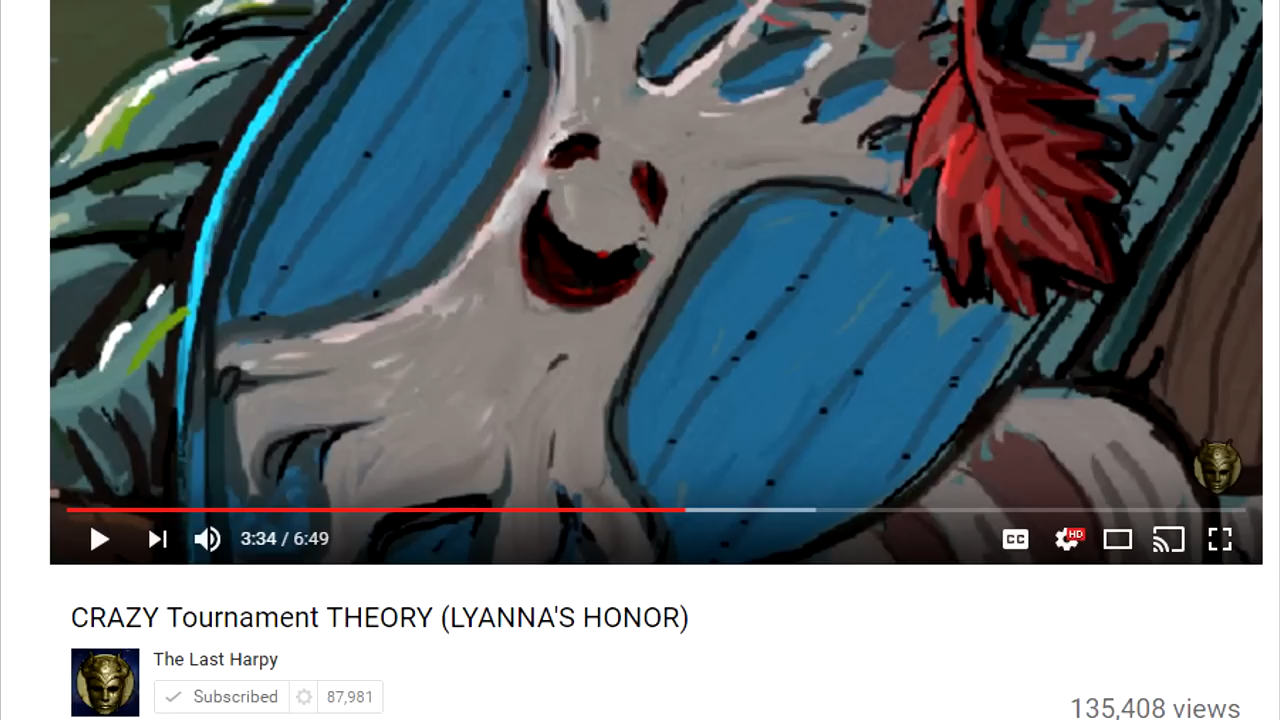 3:34 / 6:49
CC
HD
CRAZY Tournament THEORY (LYANNA'S HONOR)
The Last Harpy
Subscribed 87,981
135,408 views